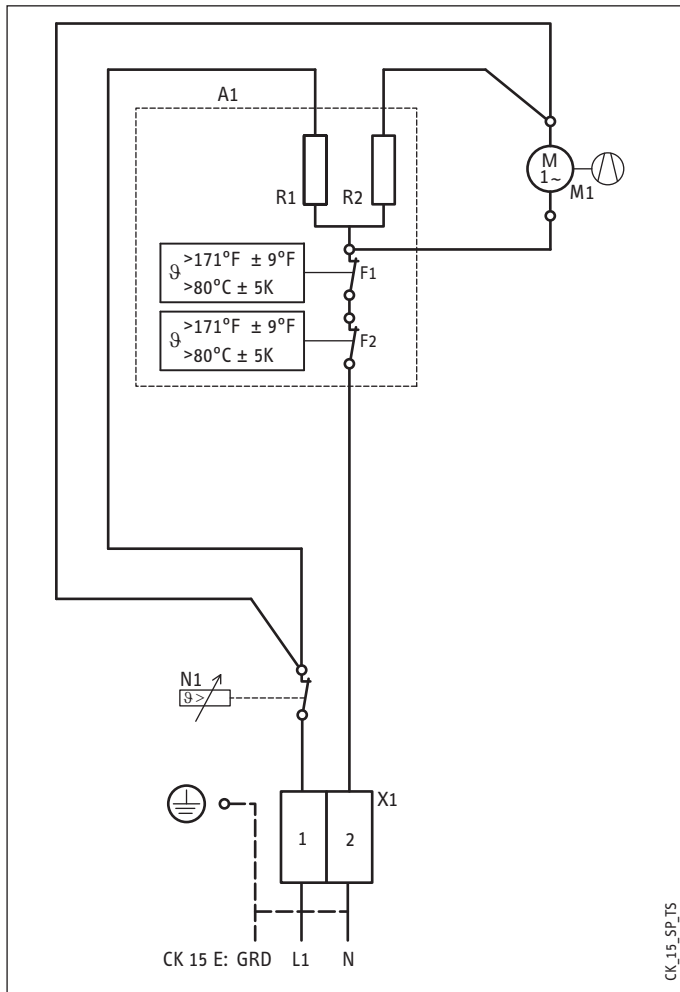 A1
M
1~
M1
R1
R2
ϑ >171°F ± 9°F
>80°C ± 5K
F1
ϑ >171°F ± 9°F
>80°C ± 5K
F2
N1
ϑ>
X1
1
2
CK 15 E: GRD L1 N
CK_15_SP_TS